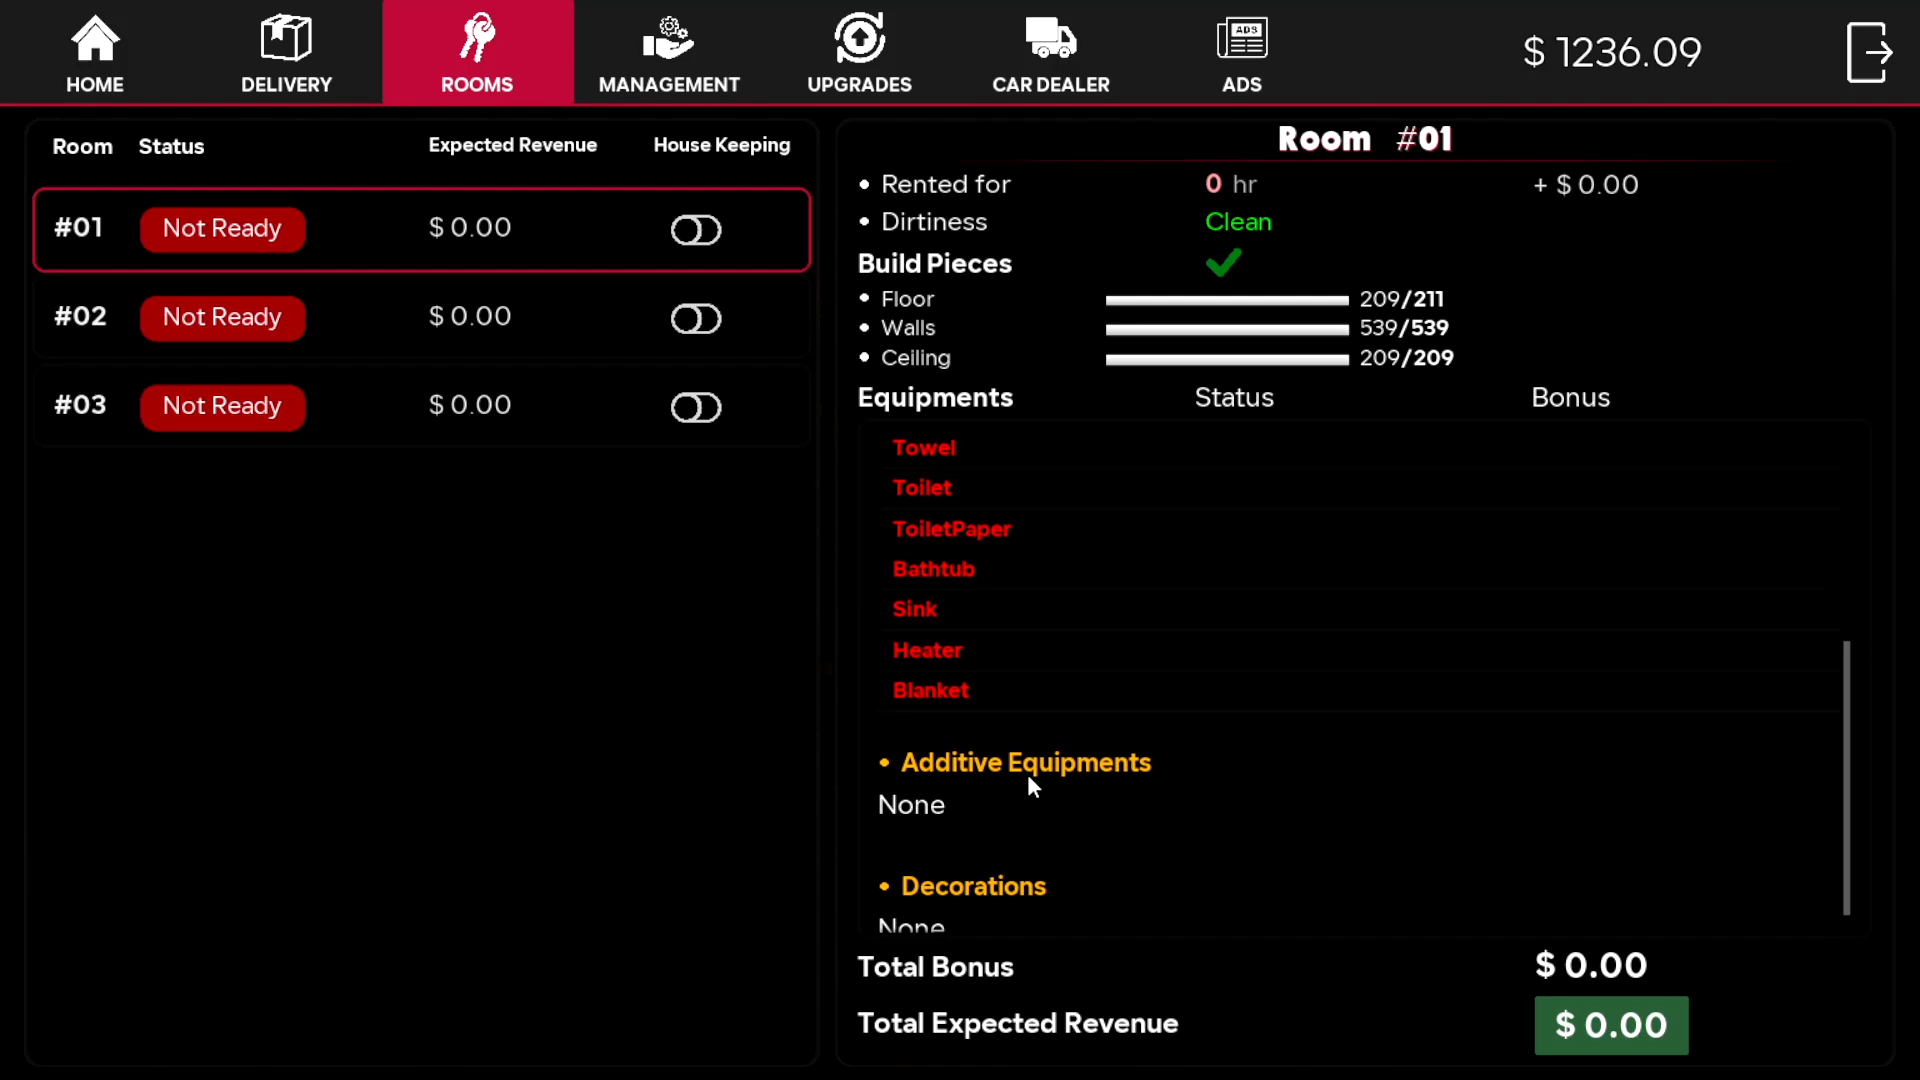 HOME
DELIVERY
ROOMS
MANAGEMENT
UPGRADES
CAR DEALER
ADS
ADS
$ 1236.09
Room Status Expected Revenue House Keeping
#01 Not Ready $ 0.00
#02 Not Ready $ 0.00
#03 Not Ready $ 0.00
Room #01
• Rented for 0 hr + $ 0.00
• Dirtiness Clean
Build Pieces
• Floor 209/211
• Walls 539/539
• Ceiling 209/209
Equipments Status Bonus
Towel
Toilet
ToiletPaper
Bathtub
Sink
Heater
Blanket
• Additive Equipments
None
• Decorations
None
Total Bonus $ 0.00
Total Expected Revenue $ 0.00